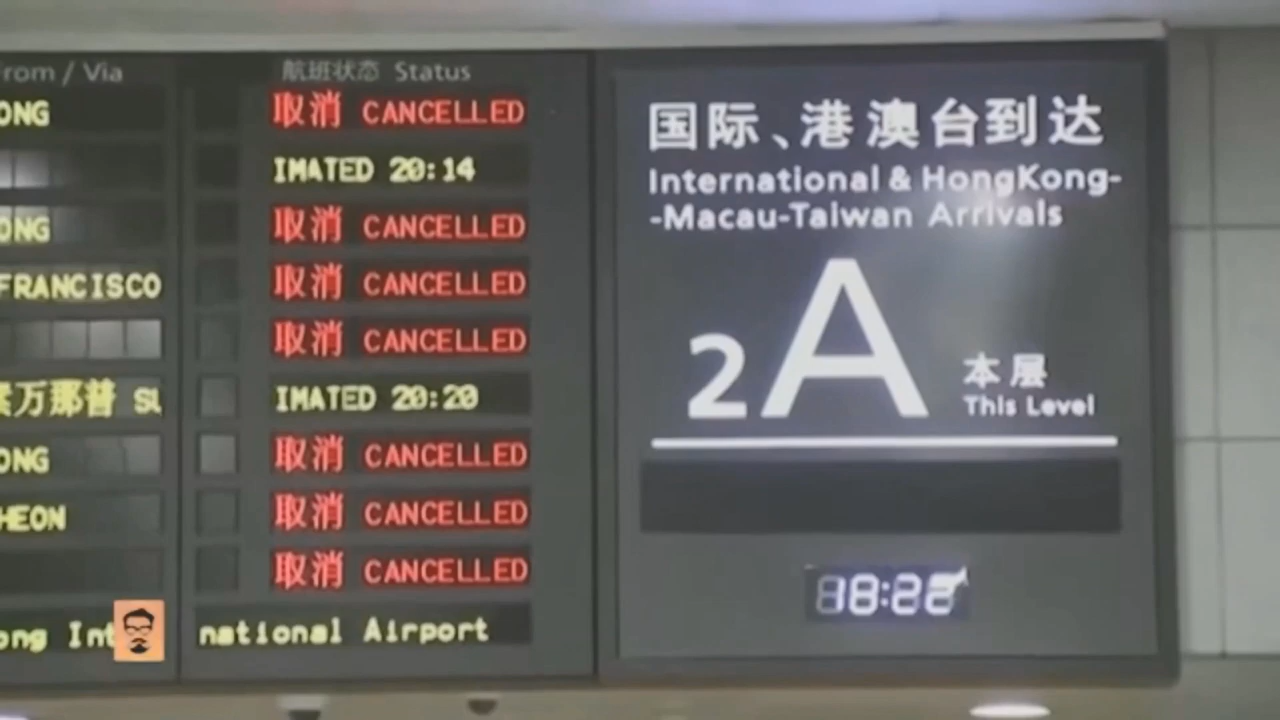 rom / Via 航班状态 Status
ONG 取消 CANCELLED
IMATED 20:14
ONG 取消 CANCELLED
FRANCISCO 取消 CANCELLED
取消 CANCELLED
万那普 SU IMATED 20:20
ONG 取消 CANCELLED
HEON 取消 CANCELLED
取消 CANCELLED
ong Int national Airport
国际、港澳台到达
International & HongKong-
-Macau-Taiwan Arrivals
2A
本层
This Level